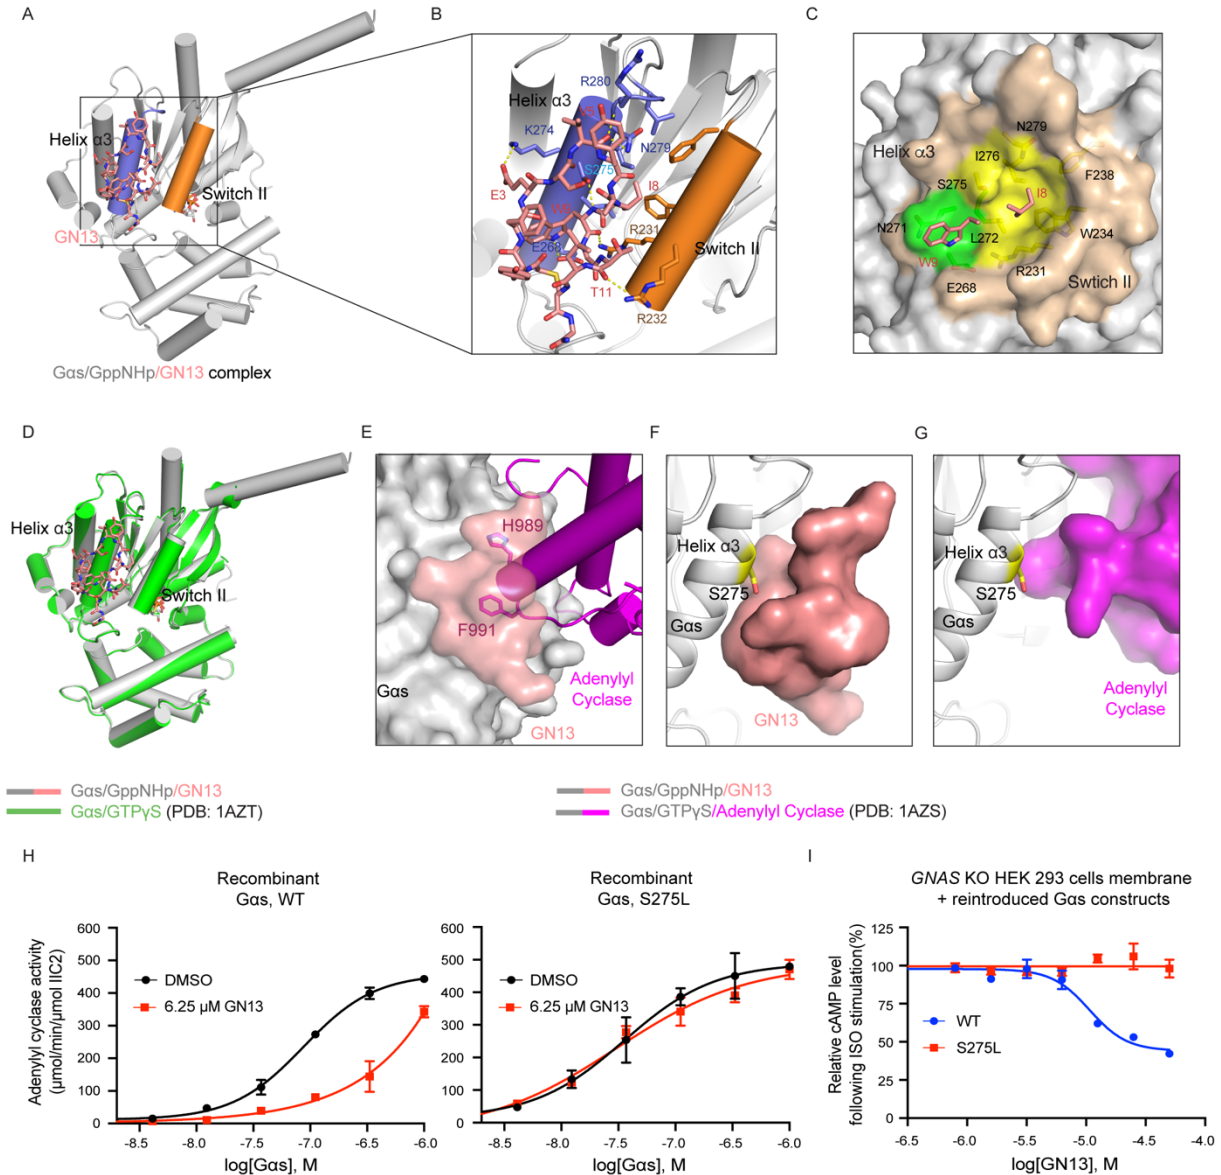 A
Helix α3
Switch II
GN13
Gαs/GppNHp/GN13 complex
B
R280
Helix α3
V5
K274
N279
S275
E3
I8
W9
R231
E268
Switch II
T11
R232
C
N279
Helix α3
I276
F238
S275
I8
N271
L272
W234
W9
R231
E268
Swtich II
D
Helix α3
Switch II
E
H989
F991
Gαs
Adenylyl
Cyclase
GN13
F
Helix α3
S275
Gαs
GN13
G
Helix α3
S275
Gαs
Adenylyl
Cyclase
Gαs/GppNHp/GN13
Gαs/GTPγS (PDB: 1AZT)
Gαs/GppNHp/GN13
Gαs/GTPγS/Adenylyl Cyclase (PDB: 1AZS)
H
Recombinant
Gαs, WT
Adenylyl cyclase activity
(μmol/min/μmol IIC2)
600
500
400
300
200
100
0
DMSO
6.25 μM GN13
-8.5 -8.0 -7.5 -7.0 -6.5 -6.0
log[Gαs], M
Recombinant
Gαs, S275L
600
500
400
300
200
100
0
DMSO
6.25 μM GN13
-8.5 -8.0 -7.5 -7.0 -6.5 -6.0
log[Gαs], M
I
GNAS KO HEK 293 cells membrane
+ reintroduced Gαs constructs
Relative cAMP level
following ISO stimulation(%)
125
100
75
50
25
0
WT
S275L
-6.5 -6.0 -5.5 -5.0 -4.5 -4.0
log[GN13], M